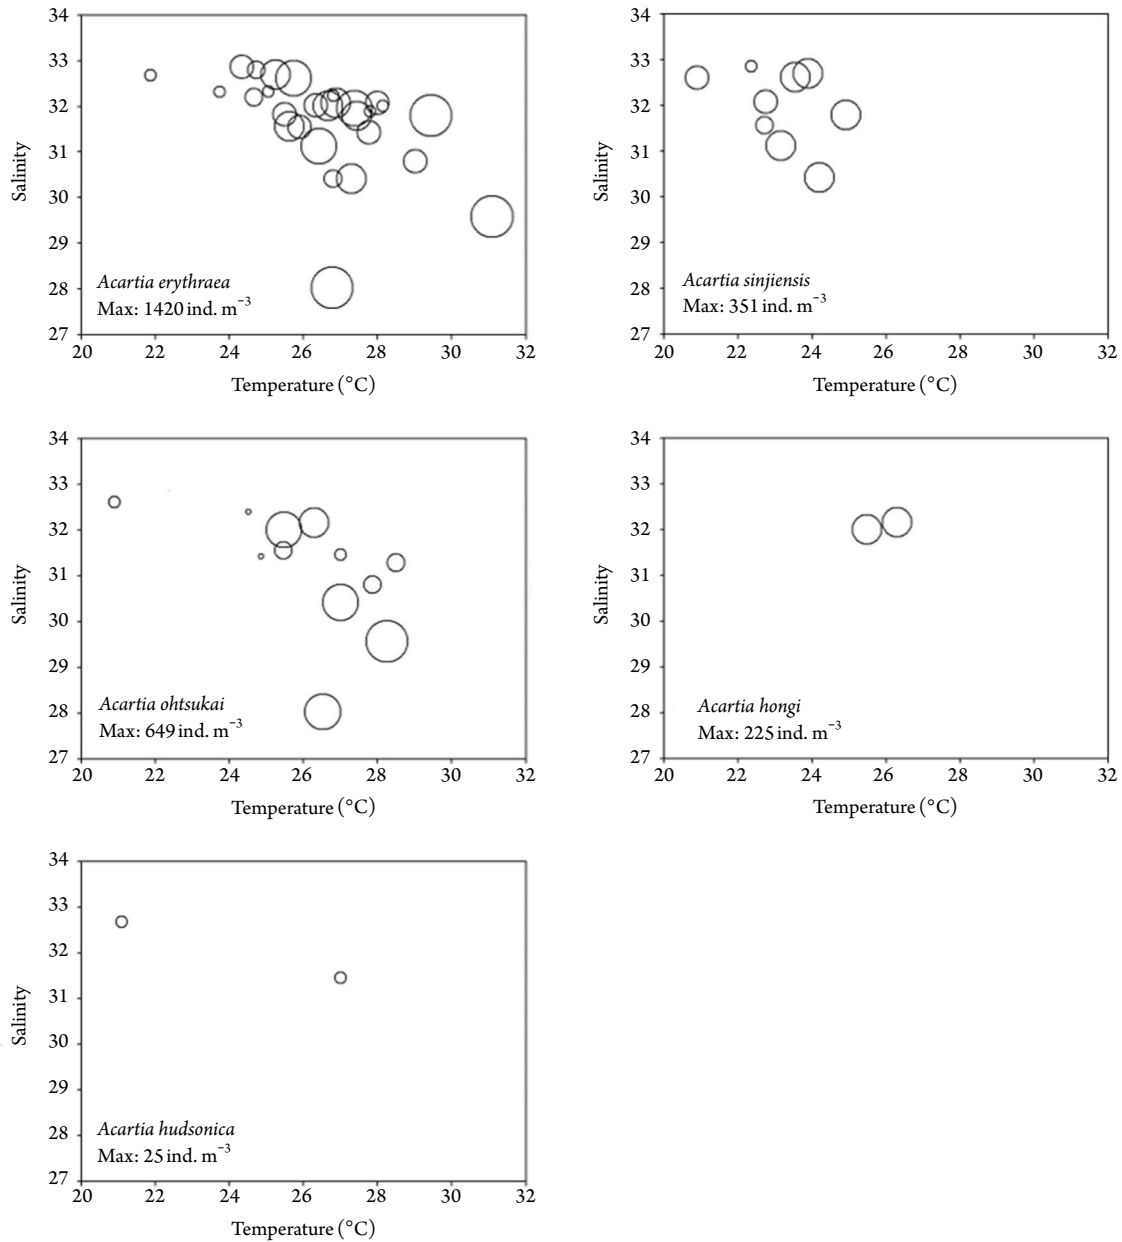 34
33
32
31
30
29
28
27
Salinity
Acartia erythraea
Max: 1420 ind. m⁻³
20 22 24 26 28 30 32
Temperature (°C)
34
33
32
31
30
29
28
27
Salinity
Acartia sinjiensis
Max: 351 ind. m⁻³
20 22 24 26 28 30 32
Temperature (°C)
34
33
32
31
30
29
28
27
Salinity
Acartia ohtsukai
Max: 649 ind. m⁻³
20 22 24 26 28 30 32
Temperature (°C)
34
33
32
31
30
29
28
27
Salinity
Acartia hongi
Max: 225 ind. m⁻³
20 22 24 26 28 30 32
Temperature (°C)
34
33
32
31
30
29
28
27
Salinity
Acartia hudsonica
Max: 25 ind. m⁻³
20 22 24 26 28 30 32
Temperature (°C)